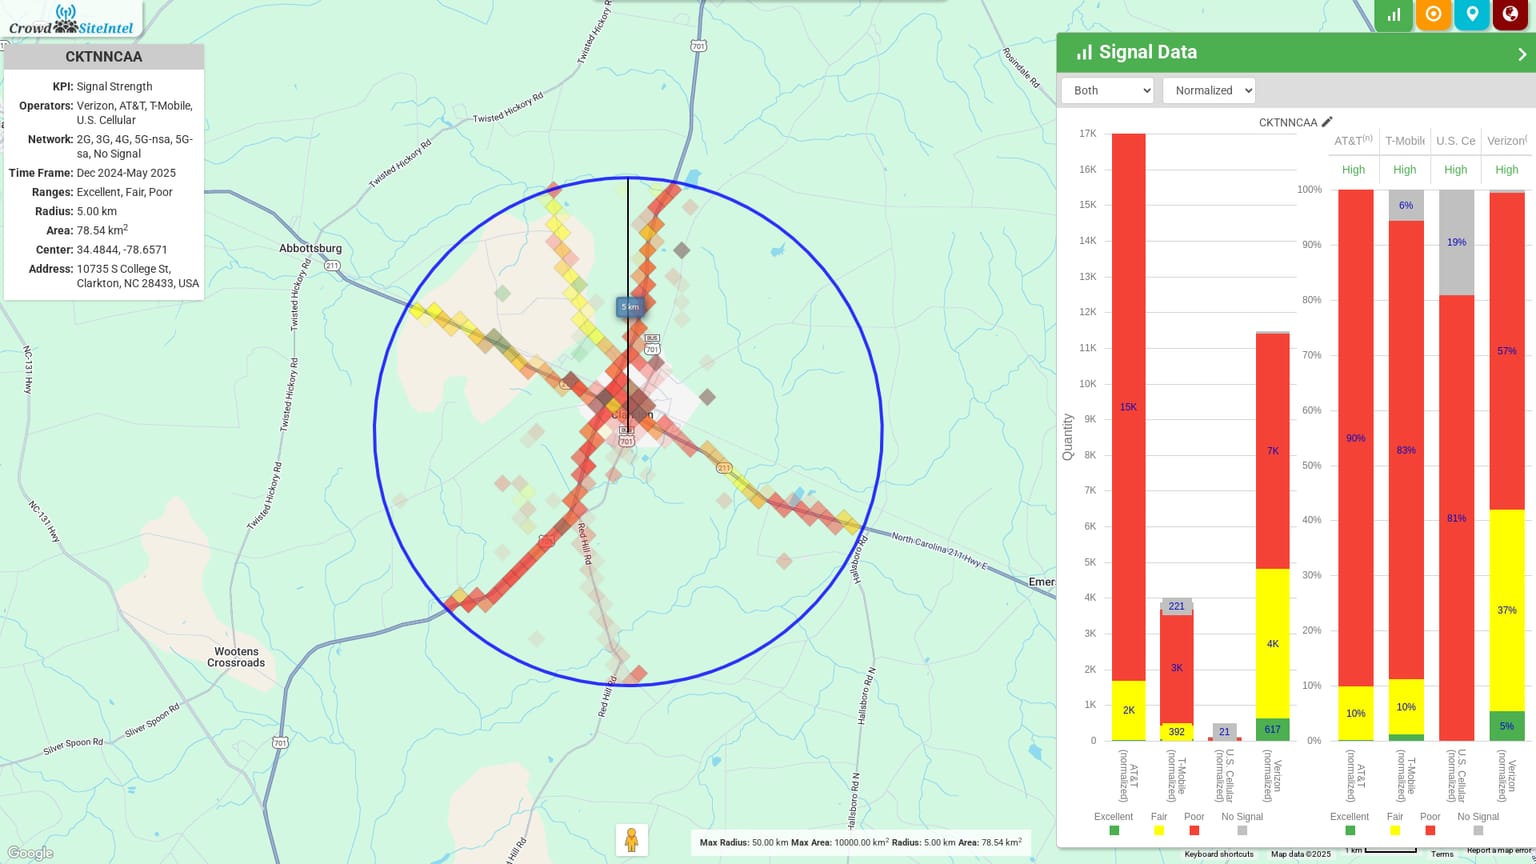 Crowd SiteIntel
CKTNNCAA
KPI: Signal Strength
Operators: Verizon, AT&T, T-Mobile,
U.S. Cellular
Network: 2G, 3G, 4G, 5G-nsa, 5G-
sa, No Signal
Time Frame: Dec 2024-May 2025
Ranges: Excellent, Fair, Poor
Radius: 5.00 km
Area: 78.54 km2
Center: 34.4844, -78.6571
Address: 10735 S College St,
Clarkton, NC 28433, USA
Twisted Hickory R
701
Rosindale Rd
Twisted Hickory Rd
Twisted Hickory Rd
Abbottsburg
211
Twisted Hickory Rd
5 km
BUS
701
NC-131 Hwy
Twisted Hickory Rd
701
211
Twisted Hickory Rd
NC-131 Hwy
Red Hill Rd
North Carolina 211 Hwy E
Hallsboro Rd
Emer
Wootens
Crossroads
Red Hill Rd
Hallsboro Rd N
Sliver Spoon Rd
Silver Spoon Rd
701
Hallsboro Rd N
d Hill Rd
Google
Max Radius: 50.00 km Max Area: 10000.00 km2 Radius: 5.00 km Area: 78.54 km2
Signal Data
Both
Normalized
CKTNNCAA
17K
16K
15K
14K
13K
12K
11K
10K
9K
8K
7K
6K
5K
4K
3K
2K
1K
0
Quantity
15K
2K
221
3K
392
21
7K
4K
617
AT&T
(normalized)
T-Mobile
(normalized)
U.S. Cellular
(normalized)
Verizon
(normalized)
Excellent
Fair
Poor
No Signal
AT&T(n)
T-Mobile
U.S. Ce
Verizon(
High
High
High
High
100%
90%
80%
70%
60%
50%
40%
30%
20%
10%
0%
90%
10%
6%
83%
10%
19%
81%
57%
37%
5%
AT&T
(normalized)
T-Mobile
(normalized)
U.S. Cellular
(normalized)
Verizon
(normalized)
Excellent
Fair
Poor
No Signal
Keyboard shortcuts
Map data ©2025
1 km
Terms
Report a map error